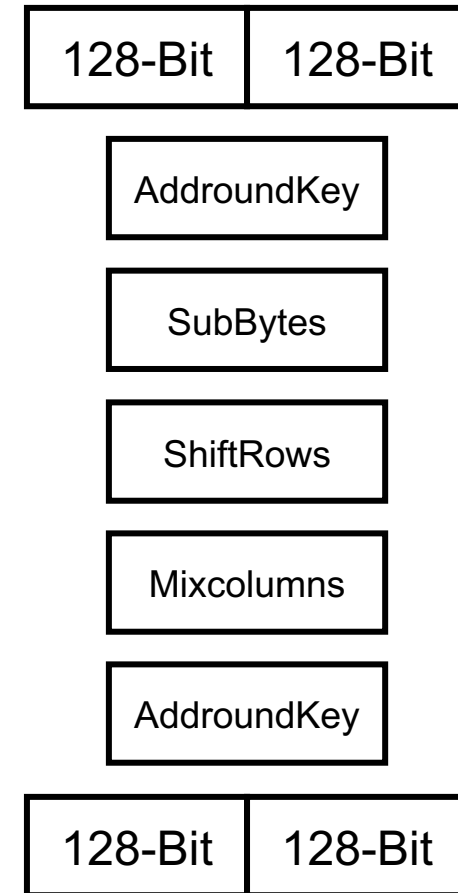 128-Bit 128-Bit
AddroundKey
SubBytes
ShiftRows
Mixcolumns
AddroundKey
128-Bit 128-Bit